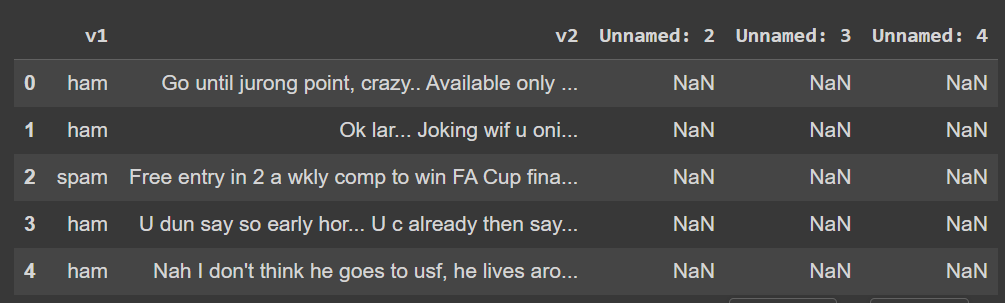 v1 v2 Unnamed: 2 Unnamed: 3 Unnamed: 4
0 ham Go until jurong point, crazy.. Available only ... NaN NaN NaN
1 ham Ok lar... Joking wif u oni... NaN NaN NaN
2 spam Free entry in 2 a wkly comp to win FA Cup fina... NaN NaN NaN
3 ham U dun say so early hor... U c already then say... NaN NaN NaN
4 ham Nah I don't think he goes to usf, he lives aro... NaN NaN NaN